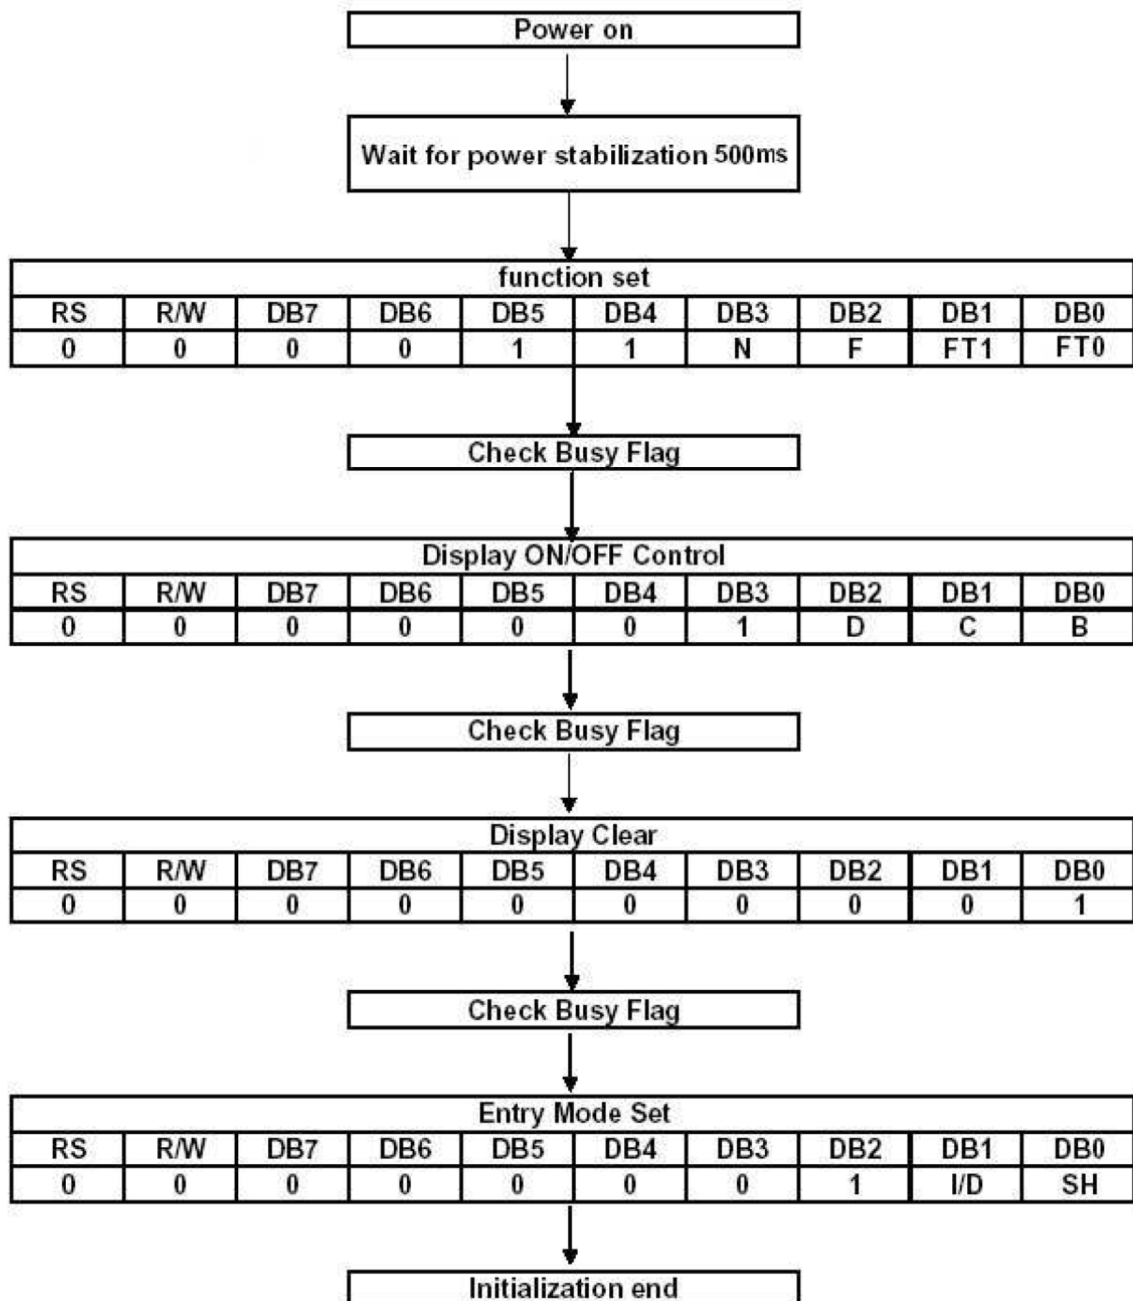 Power on
Wait for power stabilization 500ms
function set
RS R/W DB7 DB6 DB5 DB4 DB3 DB2 DB1 DB0
0 0 0 0 1 1 N F FT1 FT0
Check Busy Flag
Display ON/OFF Control
RS R/W DB7 DB6 DB5 DB4 DB3 DB2 DB1 DB0
0 0 0 0 0 0 1 D C B
Check Busy Flag
Display Clear
RS R/W DB7 DB6 DB5 DB4 DB3 DB2 DB1 DB0
0 0 0 0 0 0 0 0 0 1
Check Busy Flag
Entry Mode Set
RS R/W DB7 DB6 DB5 DB4 DB3 DB2 DB1 DB0
0 0 0 0 0 0 0 1 I/D SH
Initialization end